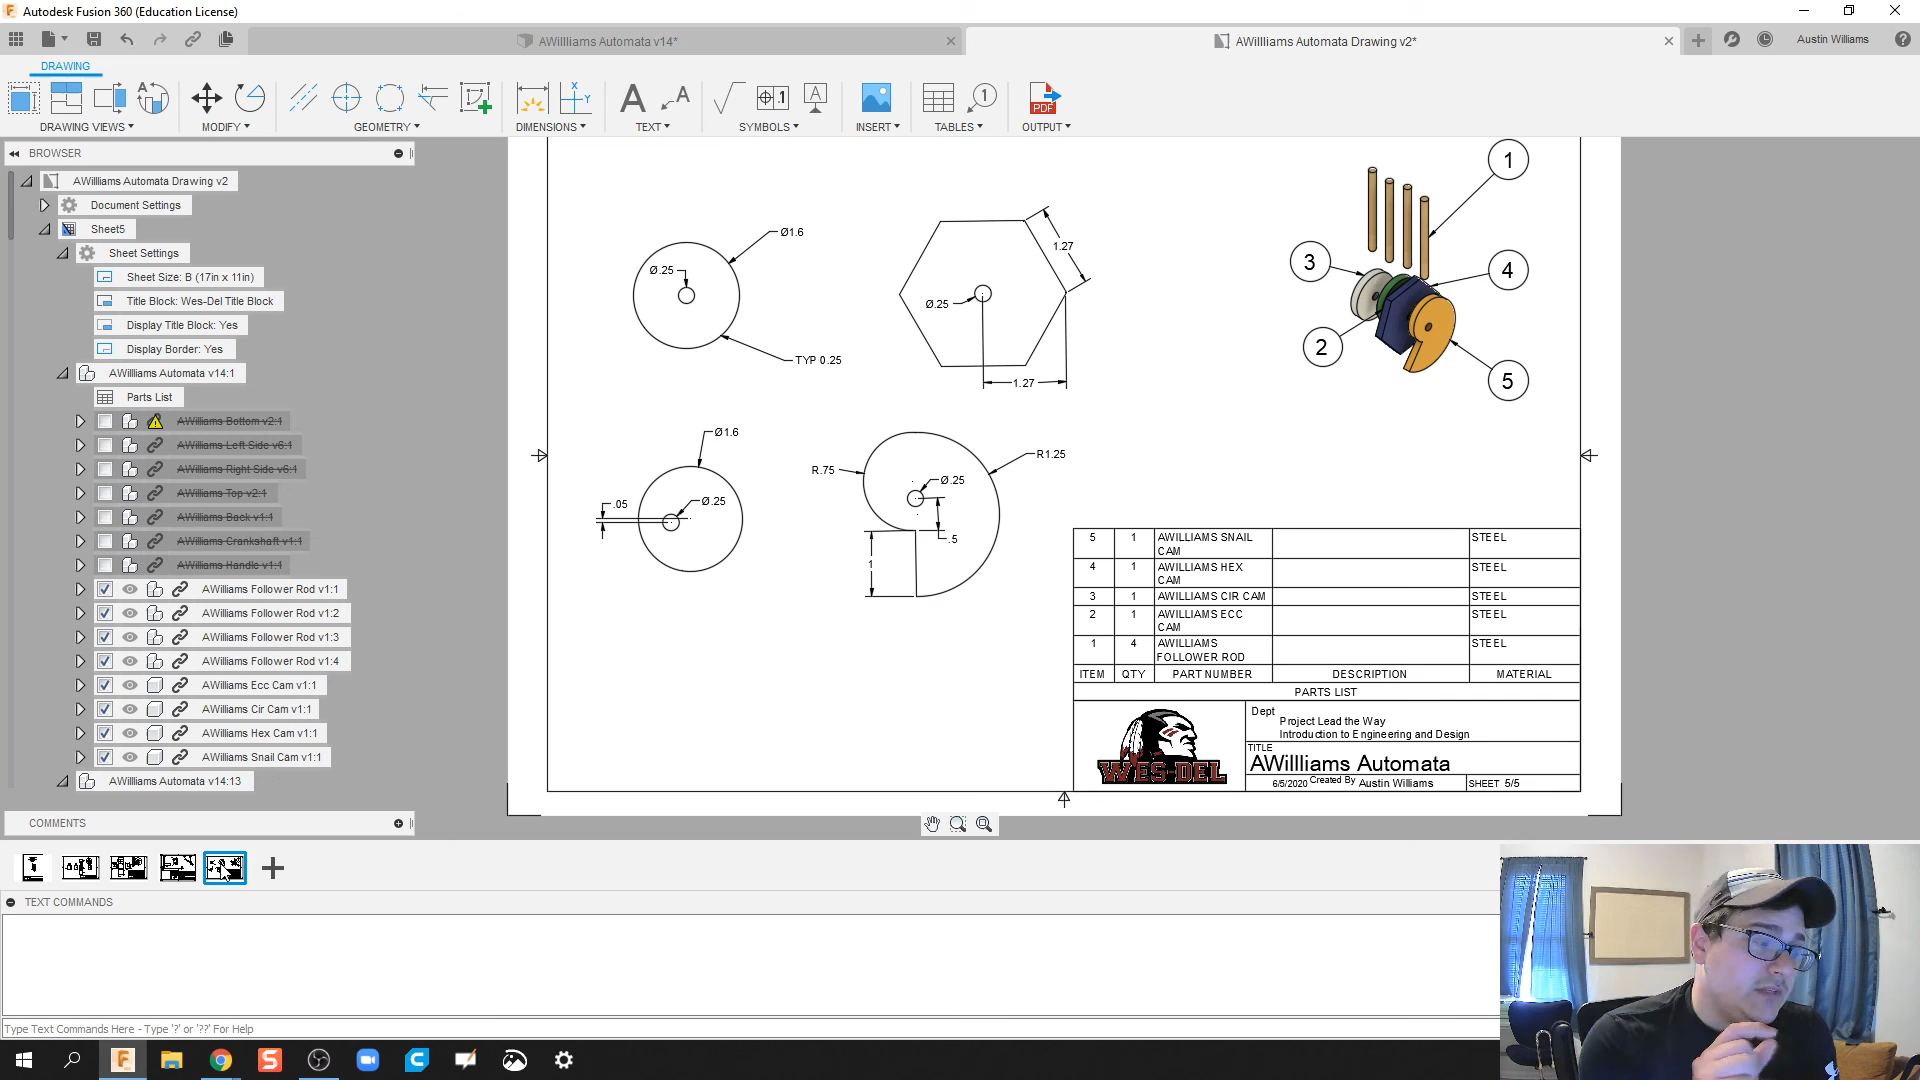 Autodesk Fusion 360 (Education License)
AWillliams Automata v14*
AWillliams Automata Drawing v2*
Austin Williams
DRAWING
DRAWING VIEWS
MODIFY
GEOMETRY
DIMENSIONS
TEXT
SYMBOLS
INSERT
TABLES
OUTPUT
BROWSER
AWillliams Automata Drawing v2
Document Settings
Sheet5
Sheet Settings
Sheet Size: B (17in x 11in)
Title Block: Wes-Del Title Block
Display Title Block: Yes
Display Border: Yes
AWillliams Automata v14:1
Parts List
AWilliams Bottom v2:1
AWilliams Left Side v6:1
AWilliams Right Side v6:1
AWilliams Top v2:1
AWilliams Back v1:1
AWilliams Crankshaft v1:1
AWilliams Handle v1:1
AWilliams Follower Rod v1:1
AWilliams Follower Rod v1:2
AWilliams Follower Rod v1:3
AWilliams Follower Rod v1:4
AWilliams Ecc Cam v1:1
AWilliams Cir Cam v1:1
AWilliams Hex Cam v1:1
AWilliams Snail Cam v1:1
AWillliams Automata v14:13
COMMENTS
Ø1.6
Ø.25
TYP 0.25
1.27
Ø.25
1.27
1
3
4
2
5
Ø1.6
.05
Ø.25
R.75
R1.25
Ø.25
.5
1
5 1 AWILLIAMS SNAIL CAM STEEL
4 1 AWILLIAMS HEX CAM STEEL
3 1 AWILLIAMS CIR CAM STEEL
2 1 AWILLIAMS ECC CAM STEEL
1 4 AWILLIAMS FOLLOWER ROD STEEL
ITEM QTY PART NUMBER DESCRIPTION MATERIAL
PARTS LIST
WES-DEL
Dept
Project Lead the Way
Introduction to Engineering and Design
TITLE
AWillliams Automata
6/5/2020 Created By Austin Williams
SHEET 5/5
TEXT COMMANDS
Type Text Commands Here - Type '?' or '??' For Help